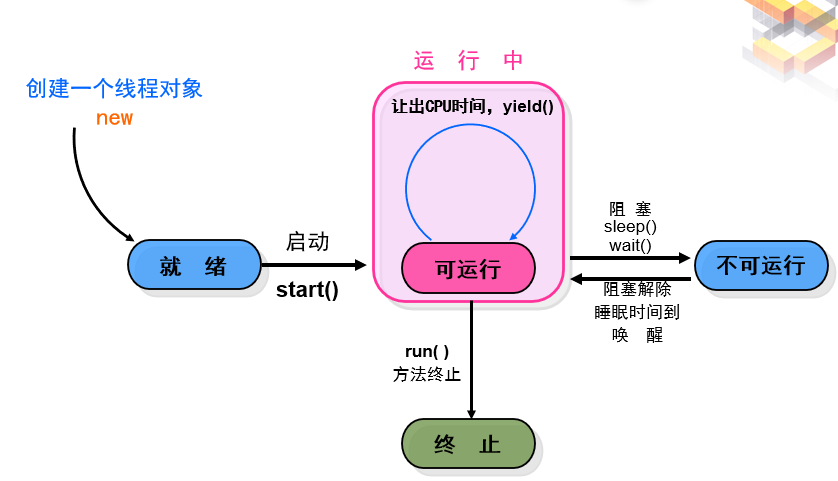 运 行 中
创建一个线程对象
new
让出CPU时间，yield()
就 绪
启动
start()
可运行
阻 塞
sleep()
wait()
不可运行
阻塞解除
睡眠时间到
唤 醒
run( )
方法终止
终 止